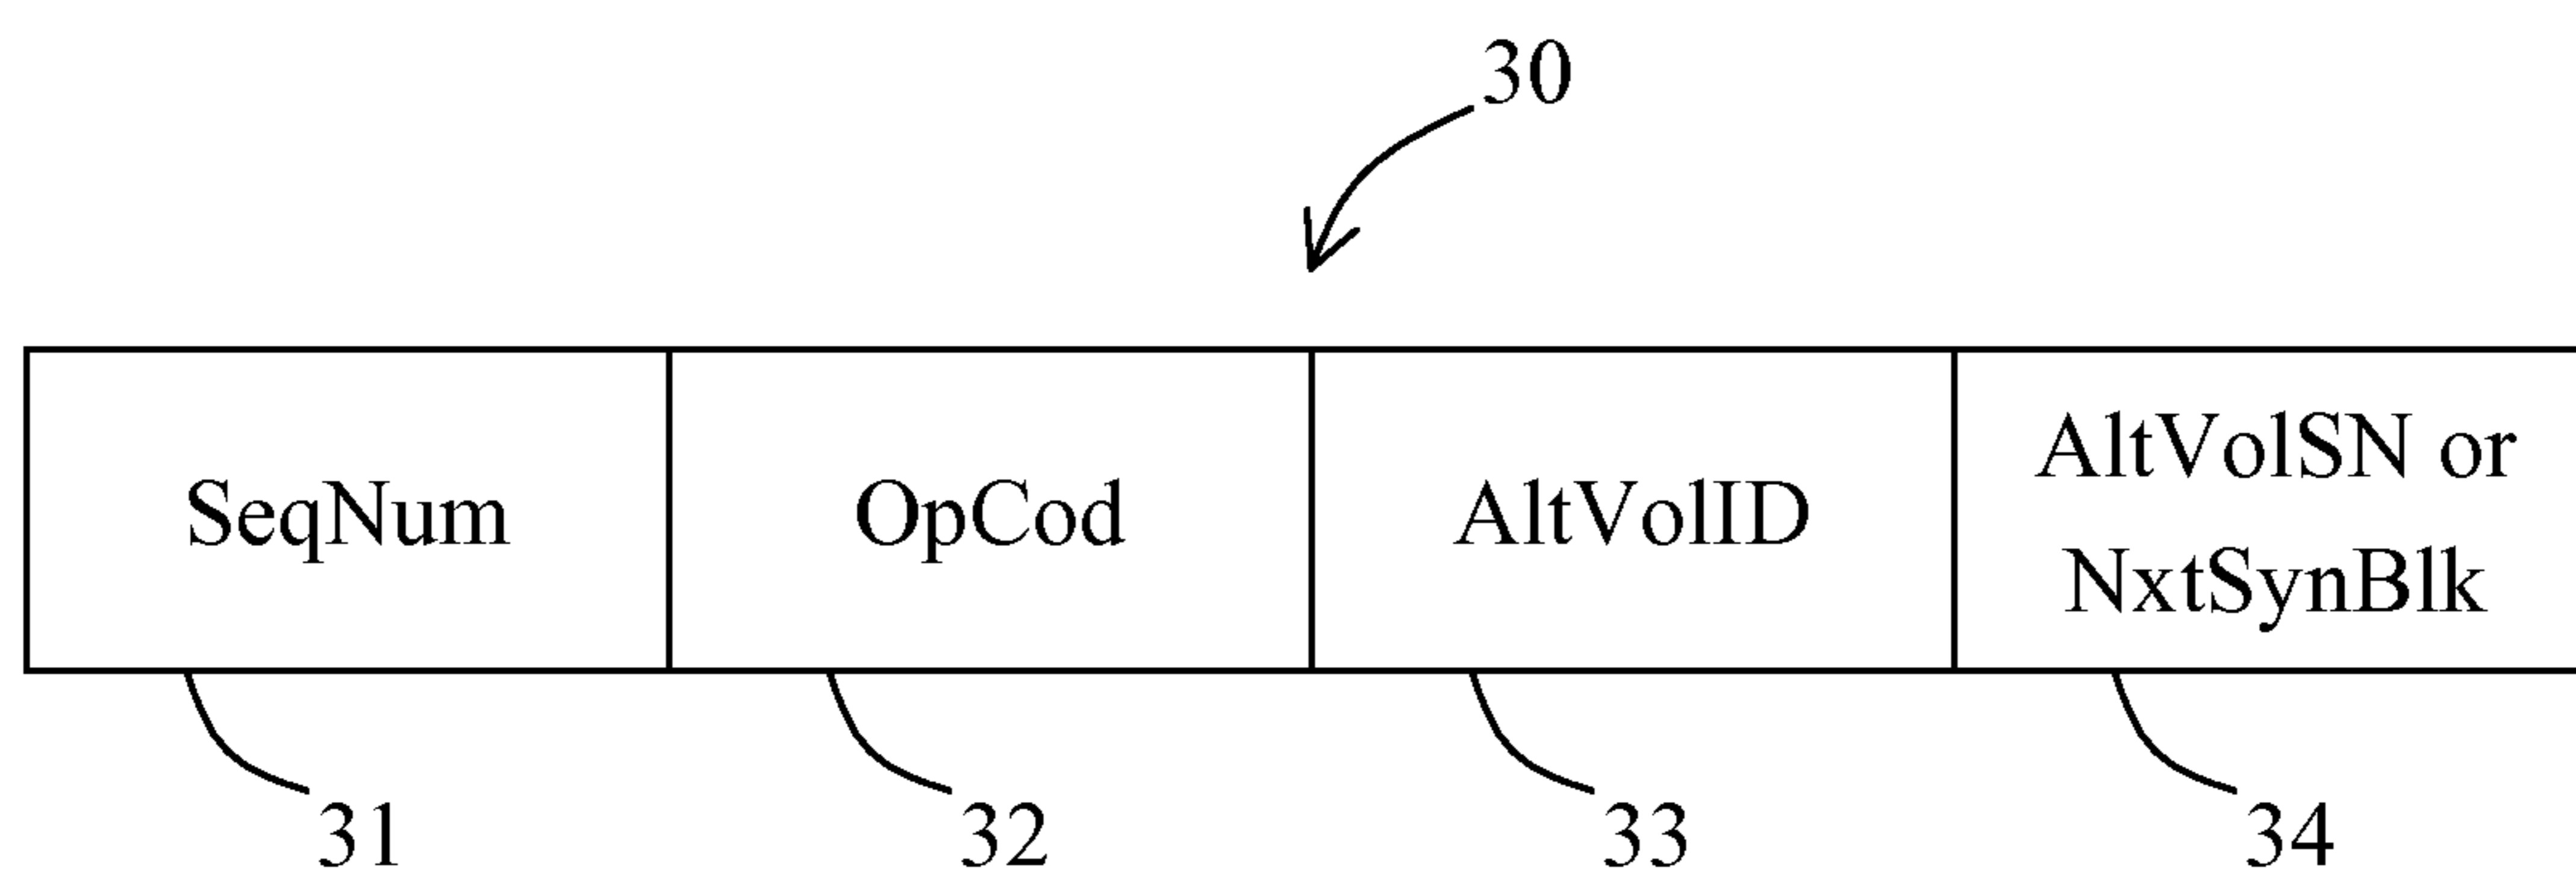 30
SeqNum
OpCod
AltVolID
AltVolSN or
NxtSynBlk
31
32
33
34